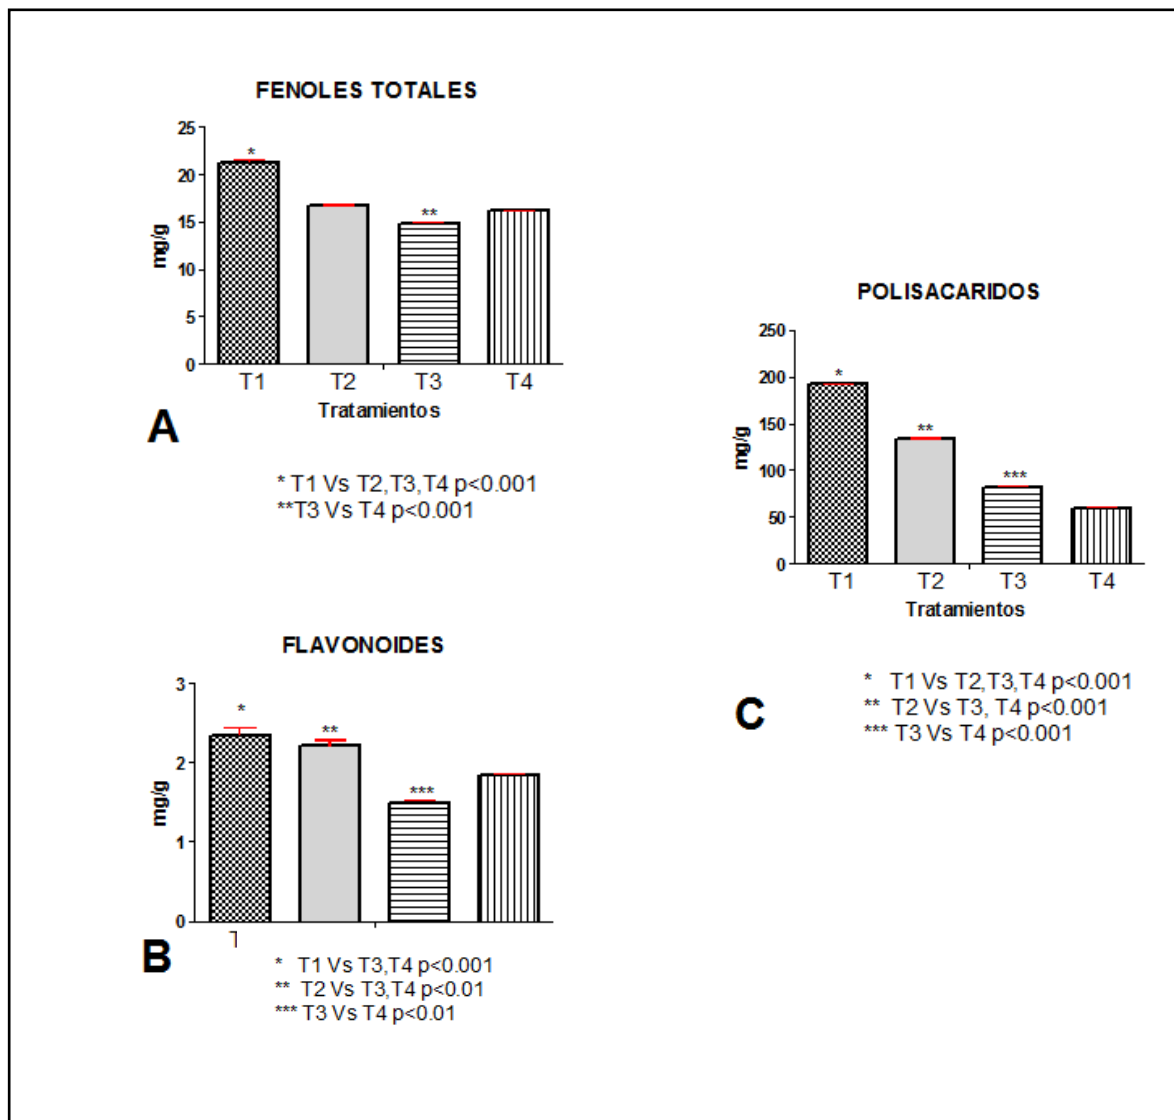 FENOLES TOTALES
25
20
15
10
5
0
mg/g
*
**
T1 T2 T3 T4
Tratamientos
A
* T1 Vs T2,T3,T4 p<0.001
**T3 Vs T4 p<0.001
FLAVONOIDES
3
2
1
0
mg/g
*
**
***
B
* T1 Vs T3,T4 p<0.001
** T2 Vs T3,T4 p<0.01
*** T3 Vs T4 p<0.01
POLISACARIDOS
250
200
150
100
50
0
mg/g
*
**
***
T1 T2 T3 T4
Tratamientos
C
* T1 Vs T2,T3,T4 p<0.001
** T2 Vs T3, T4 p<0.001
*** T3 Vs T4 p<0.001